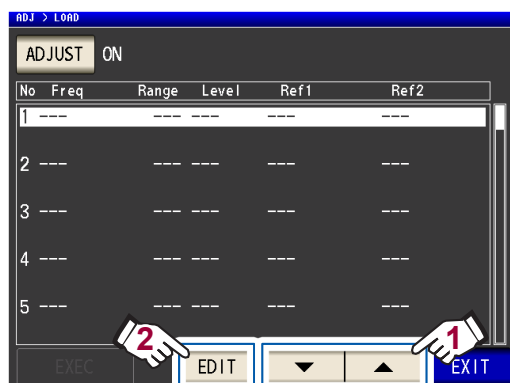 ADJ > LOAD
ADJUST ON
No Freq Range Level Ref1 Ref2
1 --- --- --- --- ---
2 --- --- --- --- ---
3 --- --- --- --- ---
4 --- --- --- --- ---
5 --- --- --- --- ---
2 1
EXEC EDIT ▼ ▲ EXIT